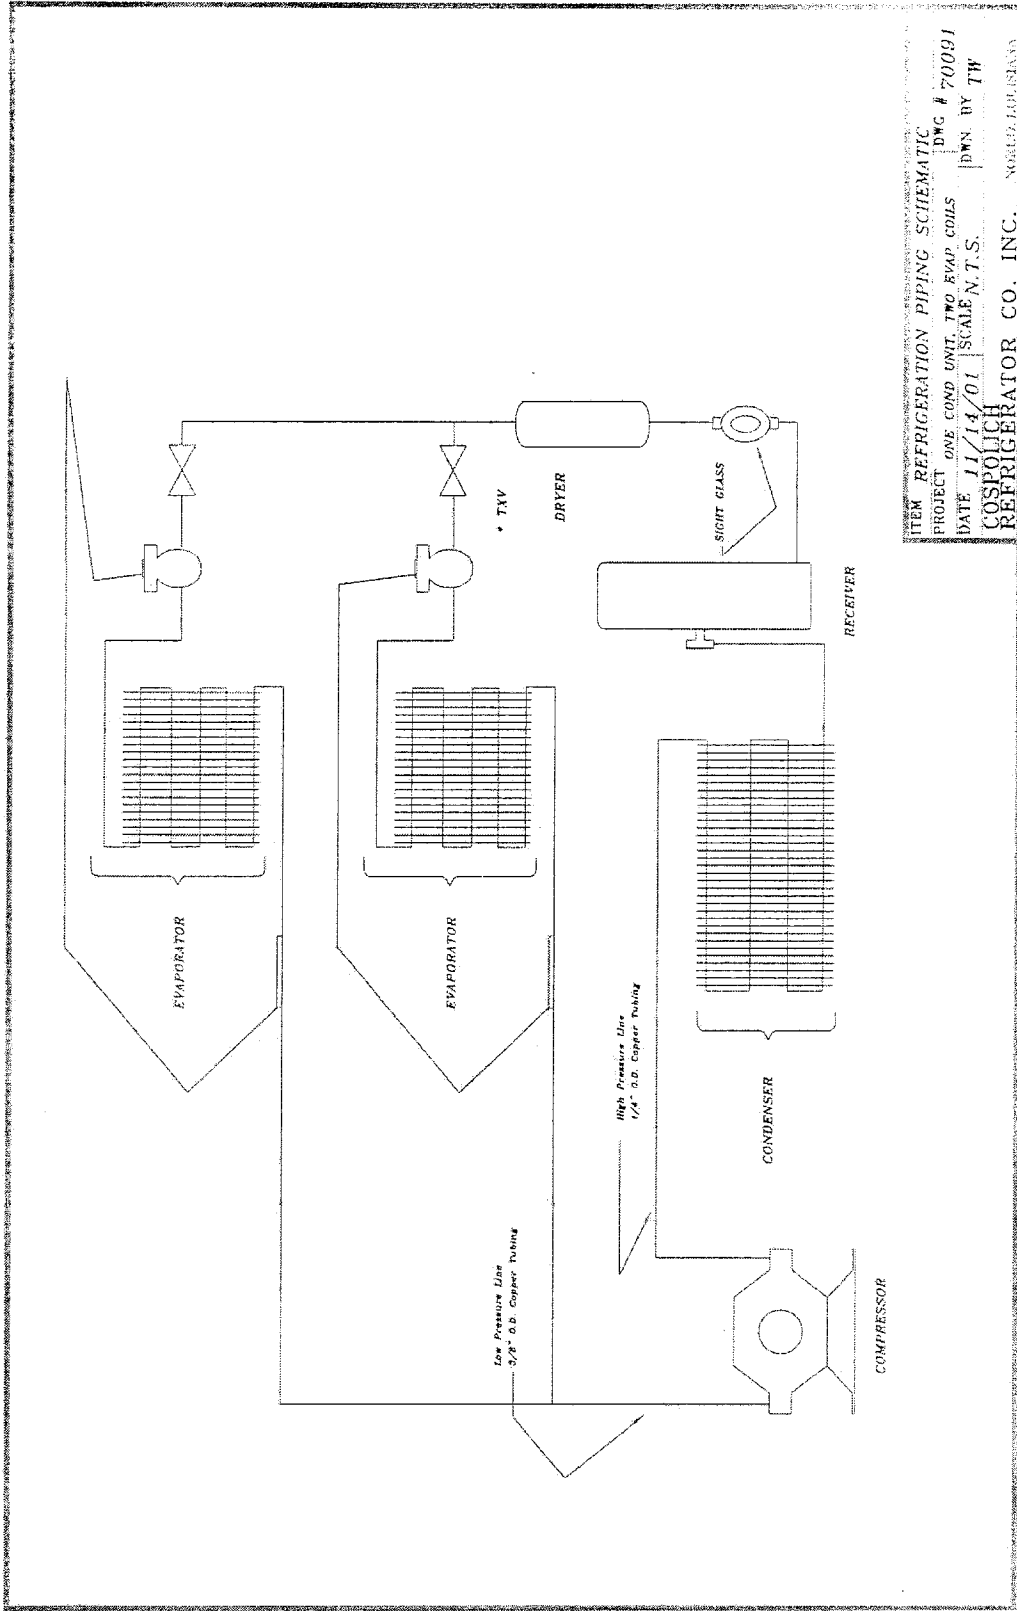 EVAPORATOR
EVAPORATOR
* TXV
DRYER
SIGHT GLASS
RECEIVER
High Pressure Line
1/4" O.D. Copper Tubing
CONDENSER
Low Pressure Line
3/8" O.D. Copper Tubing
COMPRESSOR
ITEM REFRIGERATION PIPING SCHEMATIC
PROJECT ONE COND UNIT, TWO EVAP COILS DWG # 70091
DATE 11/14/01 SCALE N.T.S. DWN BY TW
COSPOLICH
REFRIGERATOR CO, INC.